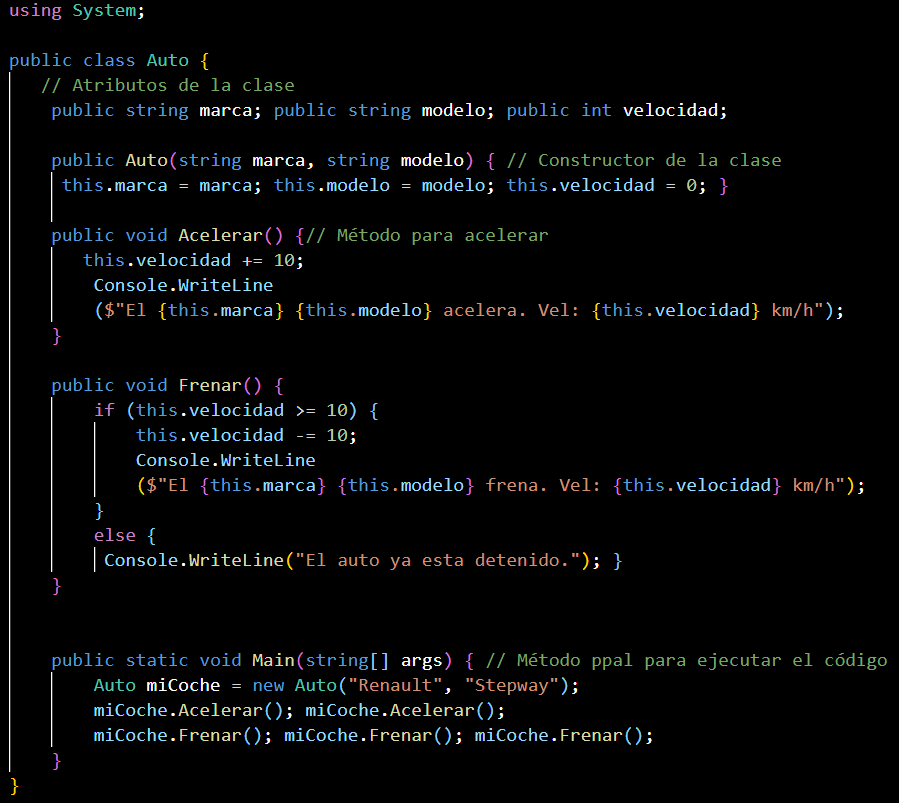 using System;
public class Auto {
// Atributos de la clase
public string marca; public string modelo; public int velocidad;
public Auto(string marca, string modelo) { // Constructor de la clase
this.marca = marca; this.modelo = modelo; this.velocidad = 0; }
public void Acelerar() {// Método para acelerar
this.velocidad += 10;
Console.WriteLine
($"El {this.marca} {this.modelo} acelera. Vel: {this.velocidad} km/h");
}
public void Frenar() {
if (this.velocidad >= 10) {
this.velocidad -= 10;
Console.WriteLine
($"El {this.marca} {this.modelo} frena. Vel: {this.velocidad} km/h");
}
else {
Console.WriteLine("El auto ya esta detenido."); }
}
public static void Main(string[] args) { // Método ppal para ejecutar el código
Auto miCoche = new Auto("Renault", "Stepway");
miCoche.Acelerar(); miCoche.Acelerar();
miCoche.Frenar(); miCoche.Frenar(); miCoche.Frenar();
}
}